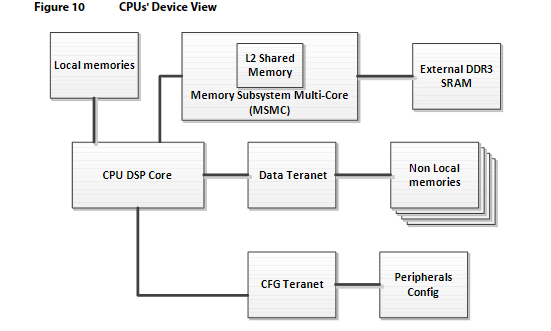 Figure 10 CPUs' Device View
Local memories
L2 Shared
Memory
Memory Subsystem Multi-Core
(MSMC)
External DDR3
SRAM
CPU DSP Core
Data Teranet
Non Local
memories
CFG Teranet
Peripherals
Config